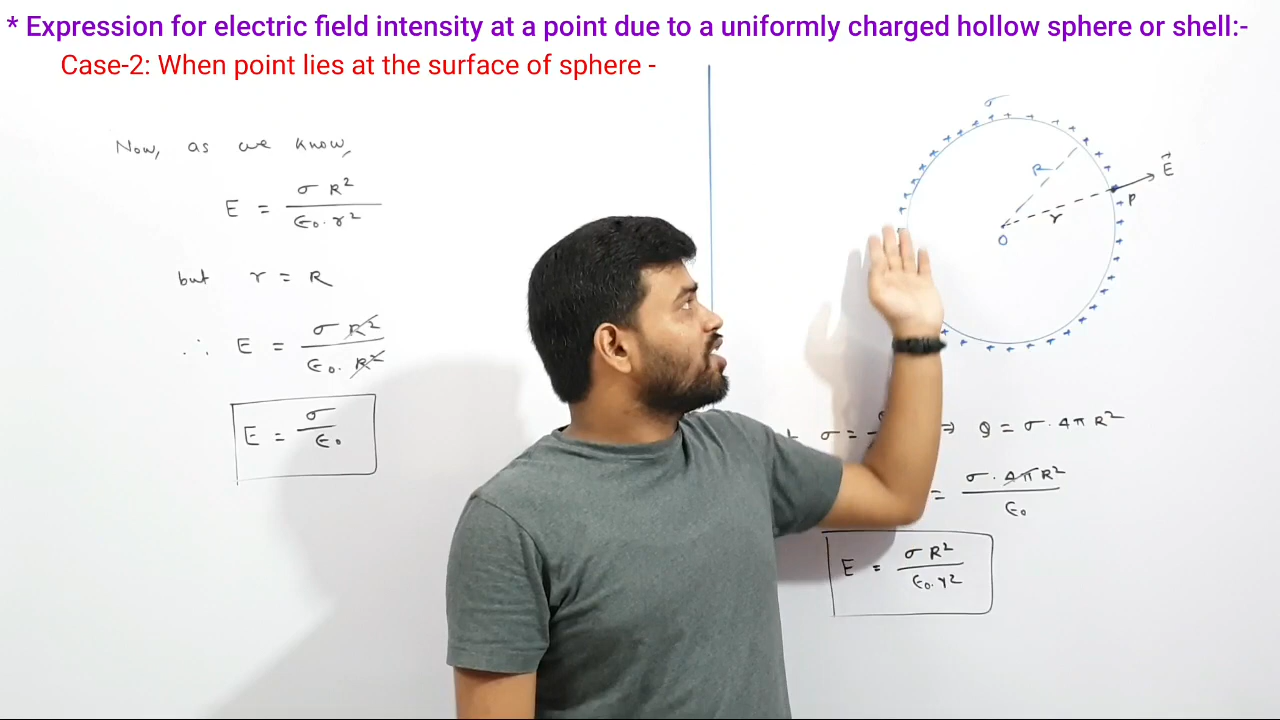 * Expression for electric field intensity at a point due to a uniformly charged hollow sphere or shell:-
Case-2: When point lies at the surface of sphere -
Now, as we know,
E = σ R² / ϵ₀. r²
but r = R
∴ E = σ R² / ϵ₀. R²
E = σ / ϵ₀
σ
R
E⃗
P
r
O
σ =
⇒ Q = σ. 4π R²
= σ. 4π R² / ϵ₀
E = σ R² / ϵ₀. r²